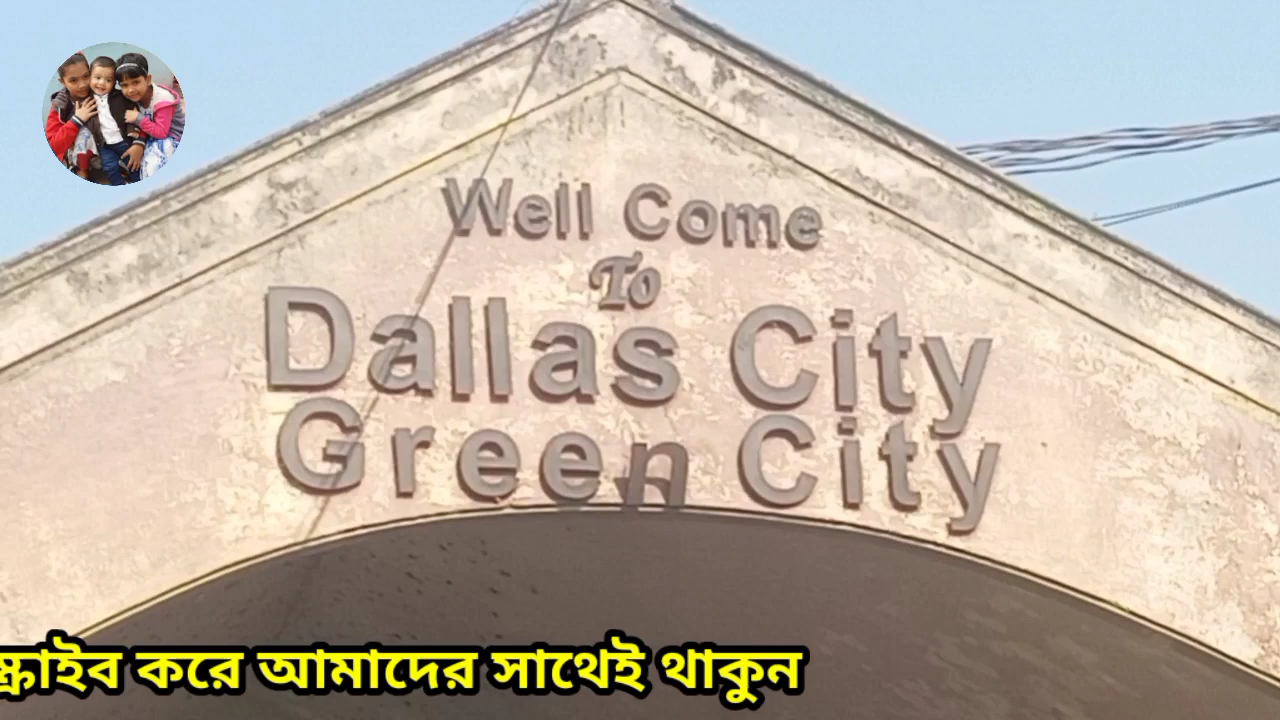 Well Come
To
Dallas City
Green City
স্ক্রাইব করে আমাদের সাথেই থাকুন